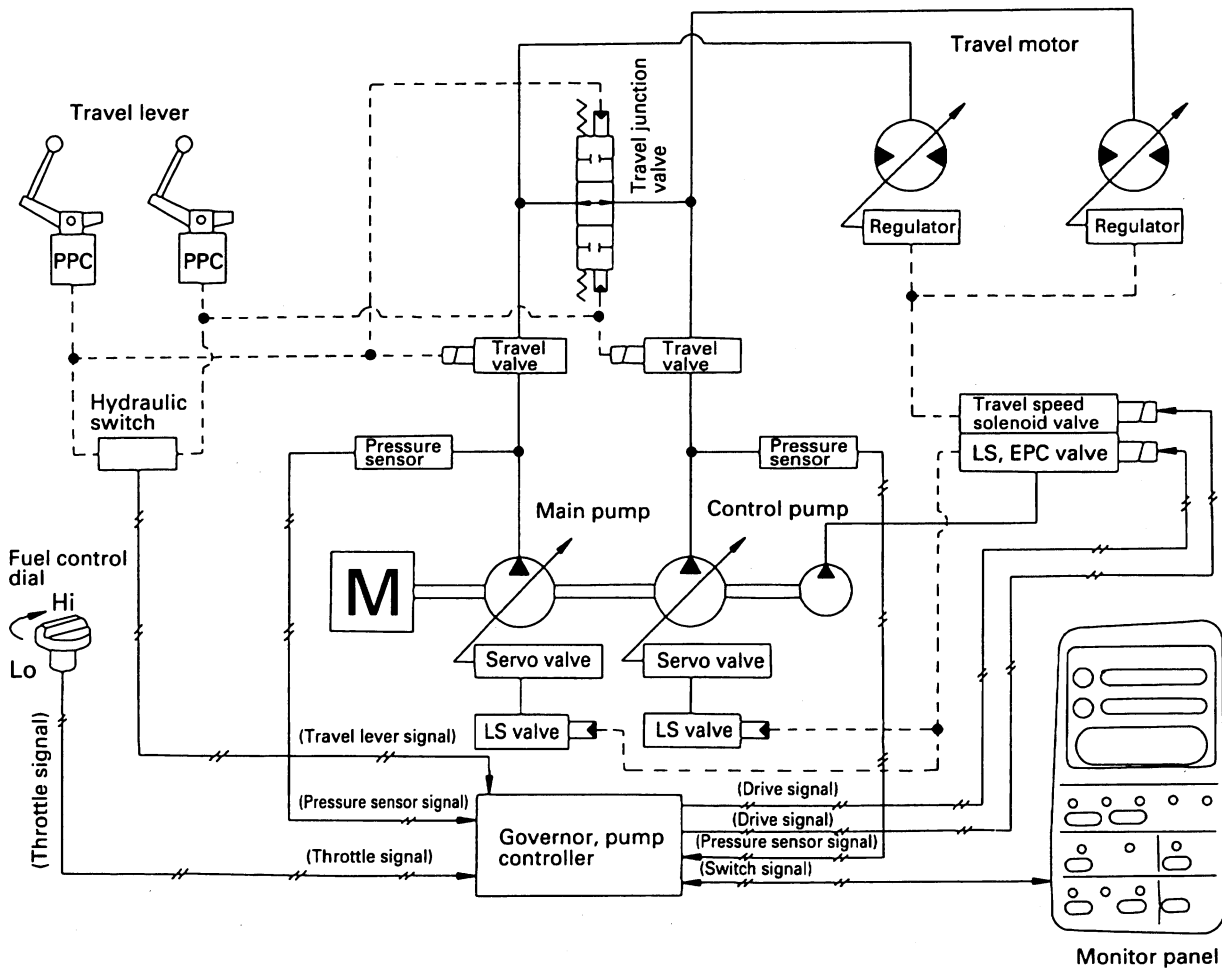 Travel motor
Travel lever
Travel junction
valve
PPC
PPC
Regulator
Regulator
Travel
valve
Travel
valve
Hydraulic
switch
Travel speed
solenoid valve
LS, EPC valve
Pressure
sensor
Pressure
sensor
Main pump
Control pump
Fuel control
dial
Hi
Lo
M
Servo valve
Servo valve
LS valve
LS valve
(Throttle signal)
(Travel lever signal)
(Pressure sensor signal)
(Throttle signal)
Governor, pump
controller
(Drive signal)
(Drive signal)
(Pressure sensor signal)
(Switch signal)
Monitor panel